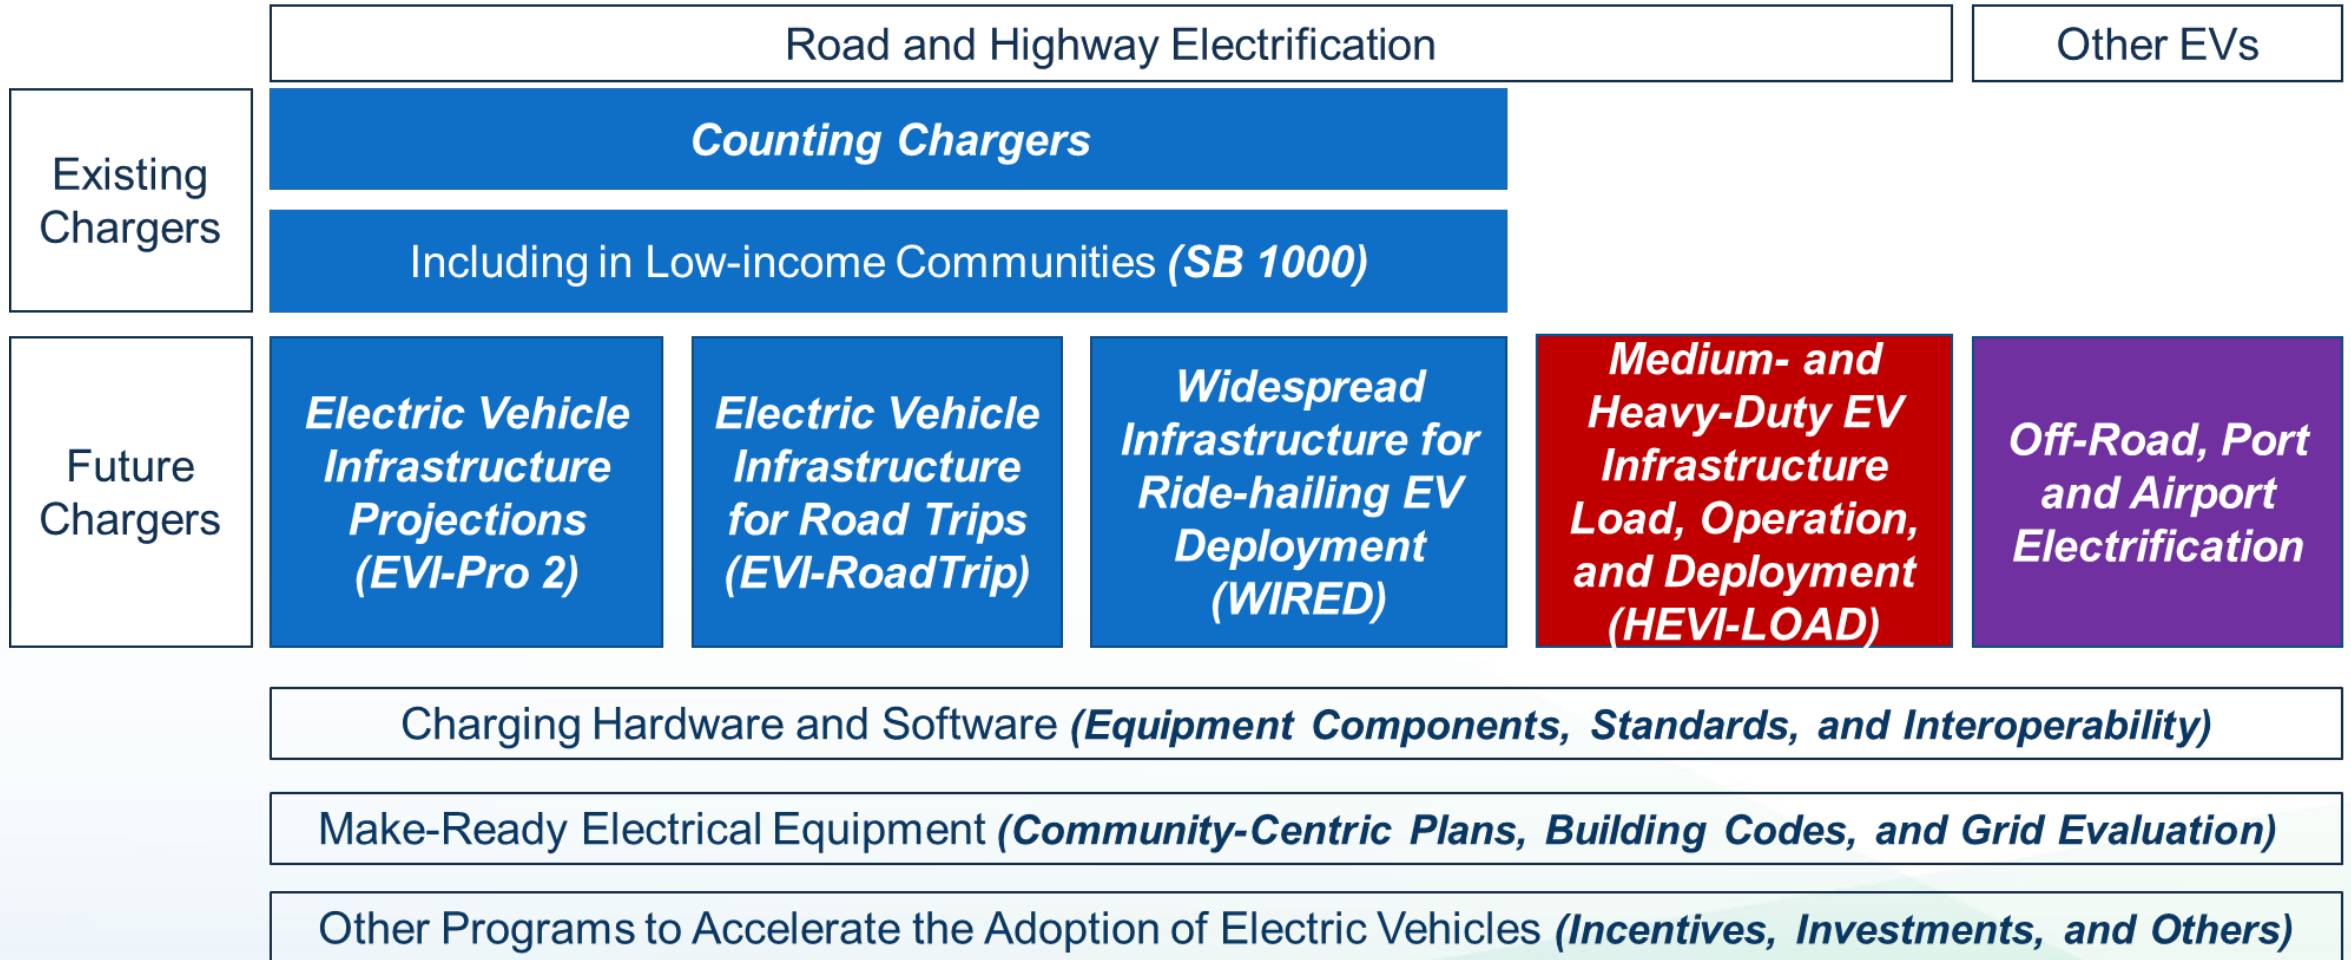 Road and Highway Electrification
Other EVs
Existing
Chargers
Counting Chargers
Including in Low-income Communities (SB 1000)
Future
Chargers
Electric Vehicle
Infrastructure
Projections
(EVI-Pro 2)
Electric Vehicle
Infrastructure
for Road Trips
(EVI-RoadTrip)
Widespread
Infrastructure for
Ride-hailing EV
Deployment
(WIRED)
Medium- and
Heavy-Duty EV
Infrastructure
Load, Operation,
and Deployment
(HEVI-LOAD)
Off-Road, Port
and Airport
Electrification
Charging Hardware and Software (Equipment Components, Standards, and Interoperability)
Make-Ready Electrical Equipment (Community-Centric Plans, Building Codes, and Grid Evaluation)
Other Programs to Accelerate the Adoption of Electric Vehicles (Incentives, Investments, and Others)